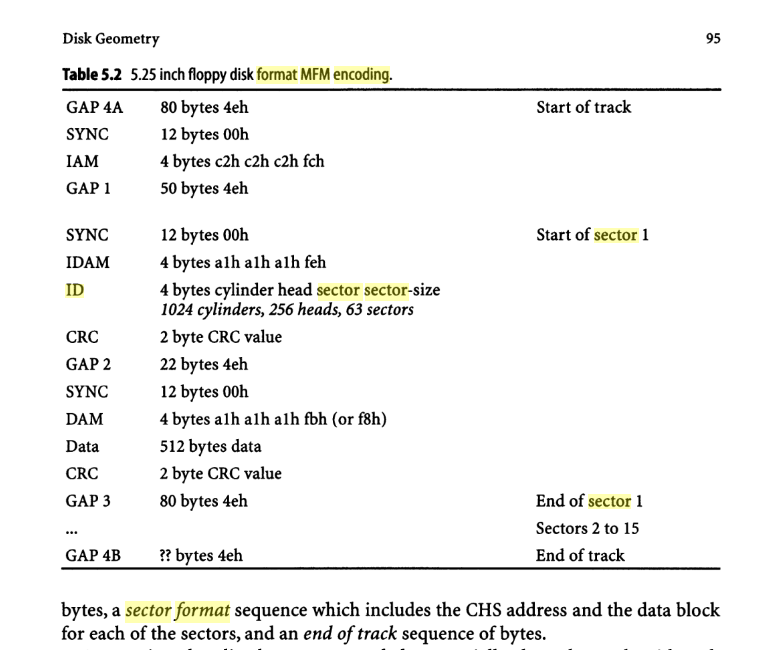 Disk Geometry 95
Table 5.2 5.25 inch floppy disk format MFM encoding.
GAP 4A 80 bytes 4eh Start of track
SYNC 12 bytes 00h
IAM 4 bytes c2h c2h c2h fch
GAP 1 50 bytes 4eh
SYNC 12 bytes 00h Start of sector 1
IDAM 4 bytes a1h a1h a1h feh
ID 4 bytes cylinder head sector sector-size
1024 cylinders, 256 heads, 63 sectors
CRC 2 byte CRC value
GAP 2 22 bytes 4eh
SYNC 12 bytes 00h
DAM 4 bytes a1h a1h a1h fbh (or f8h)
Data 512 bytes data
CRC 2 byte CRC value
GAP 3 80 bytes 4eh End of sector 1
... Sectors 2 to 15
GAP 4B ?? bytes 4eh End of track
bytes, a sector format sequence which includes the CHS address and the data block
for each of the sectors, and an end of track sequence of bytes.